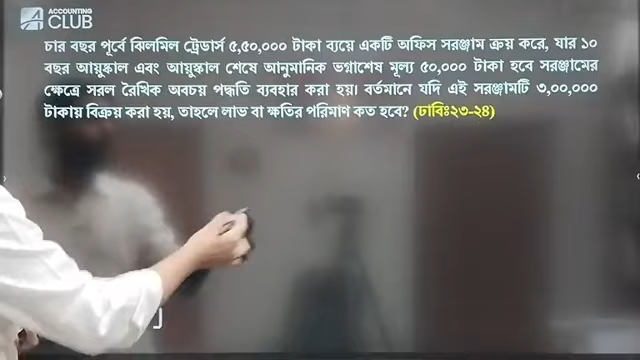 ACCOUNTING
CLUB
চার বছর পূর্বে ঝিলমিল ট্রেডার্স ৫,৫০,০০০ টাকা ব্যয়ে একটি অফিস সরঞ্জাম ক্রয় করে, যার ১০
বছর আয়ুষ্কাল এবং আয়ুষ্কাল শেষে আনুমানিক ভগ্নাশেষ মূল্য ৫০,০০০ টাকা হবে সরঞ্জামের
ক্ষেত্রে সরল রৈখিক অবচয় পদ্ধতি ব্যবহার করা হয়। বর্তমানে যদি এই সরঞ্জামটি ৩,০০,০০০
টাকায় বিক্রয় করা হয়, তাহলে লাভ বা ক্ষতির পরিমাণ কত হবে? (ঢাবিঃ২৩-২৪)